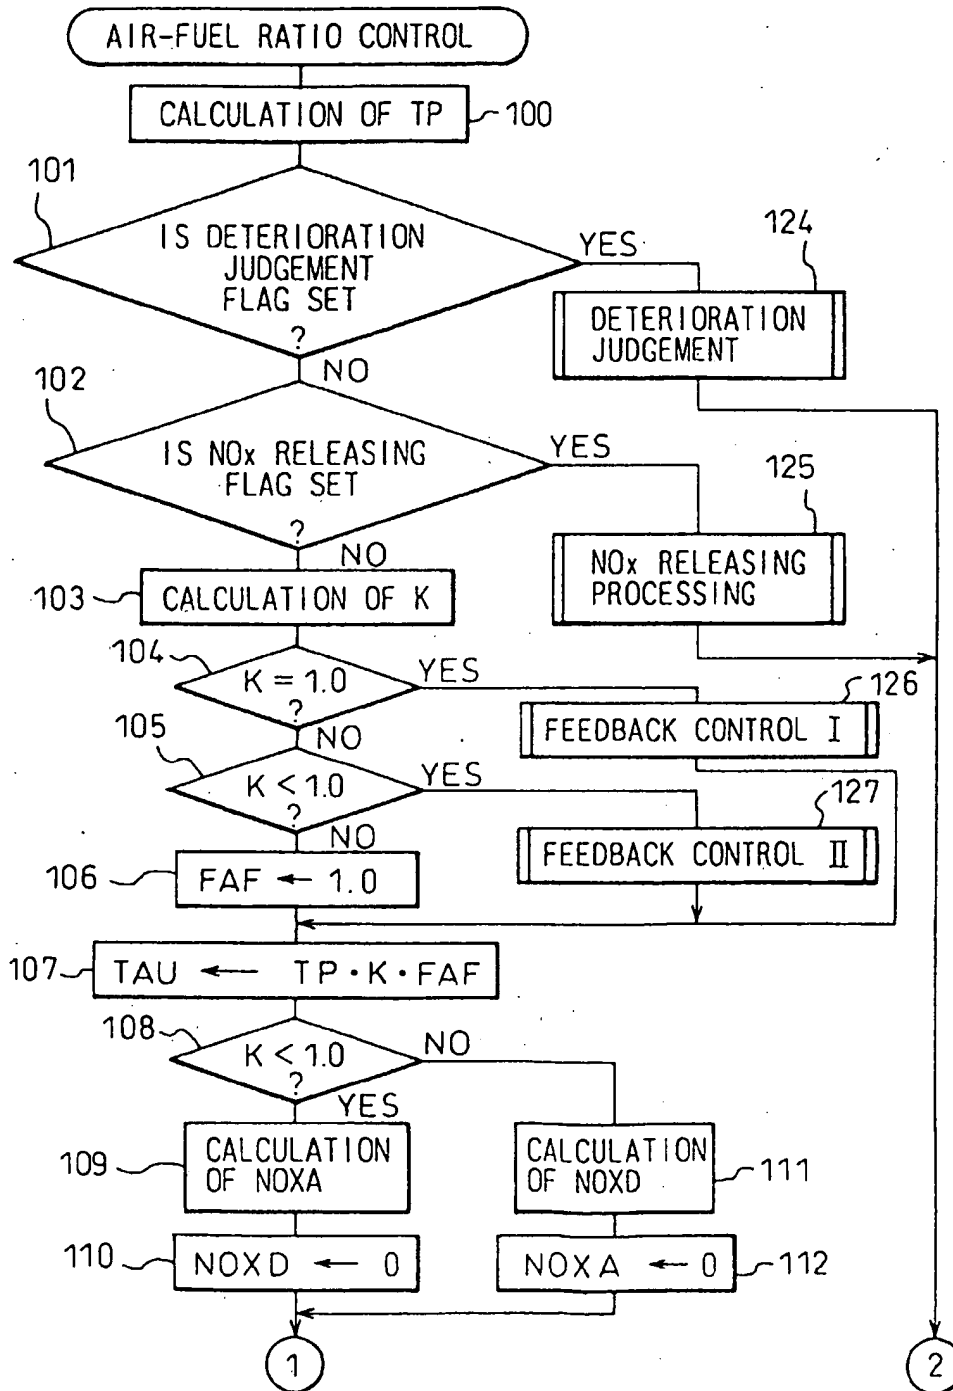 AIR-FUEL RATIO CONTROL
CALCULATION OF TP
100
101
IS DETERIORATION
JUDGEMENT
FLAG SET
?
YES
124
DETERIORATION
JUDGEMENT
NO
102
IS NOx RELEASING
FLAG SET
?
YES
125
NOx RELEASING
PROCESSING
NO
103
CALCULATION OF K
104
K = 1.0
?
YES
126
FEEDBACK CONTROL I
NO
105
K < 1.0
?
YES
127
FEEDBACK CONTROL II
NO
106
FAF ← 1.0
107
TAU ← TP・K・FAF
108
K < 1.0
?
NO
YES
109
CALCULATION
OF NOXA
CALCULATION
OF NOXD
111
110
NOXD ← 0
NOXA ← 0
112
1
2